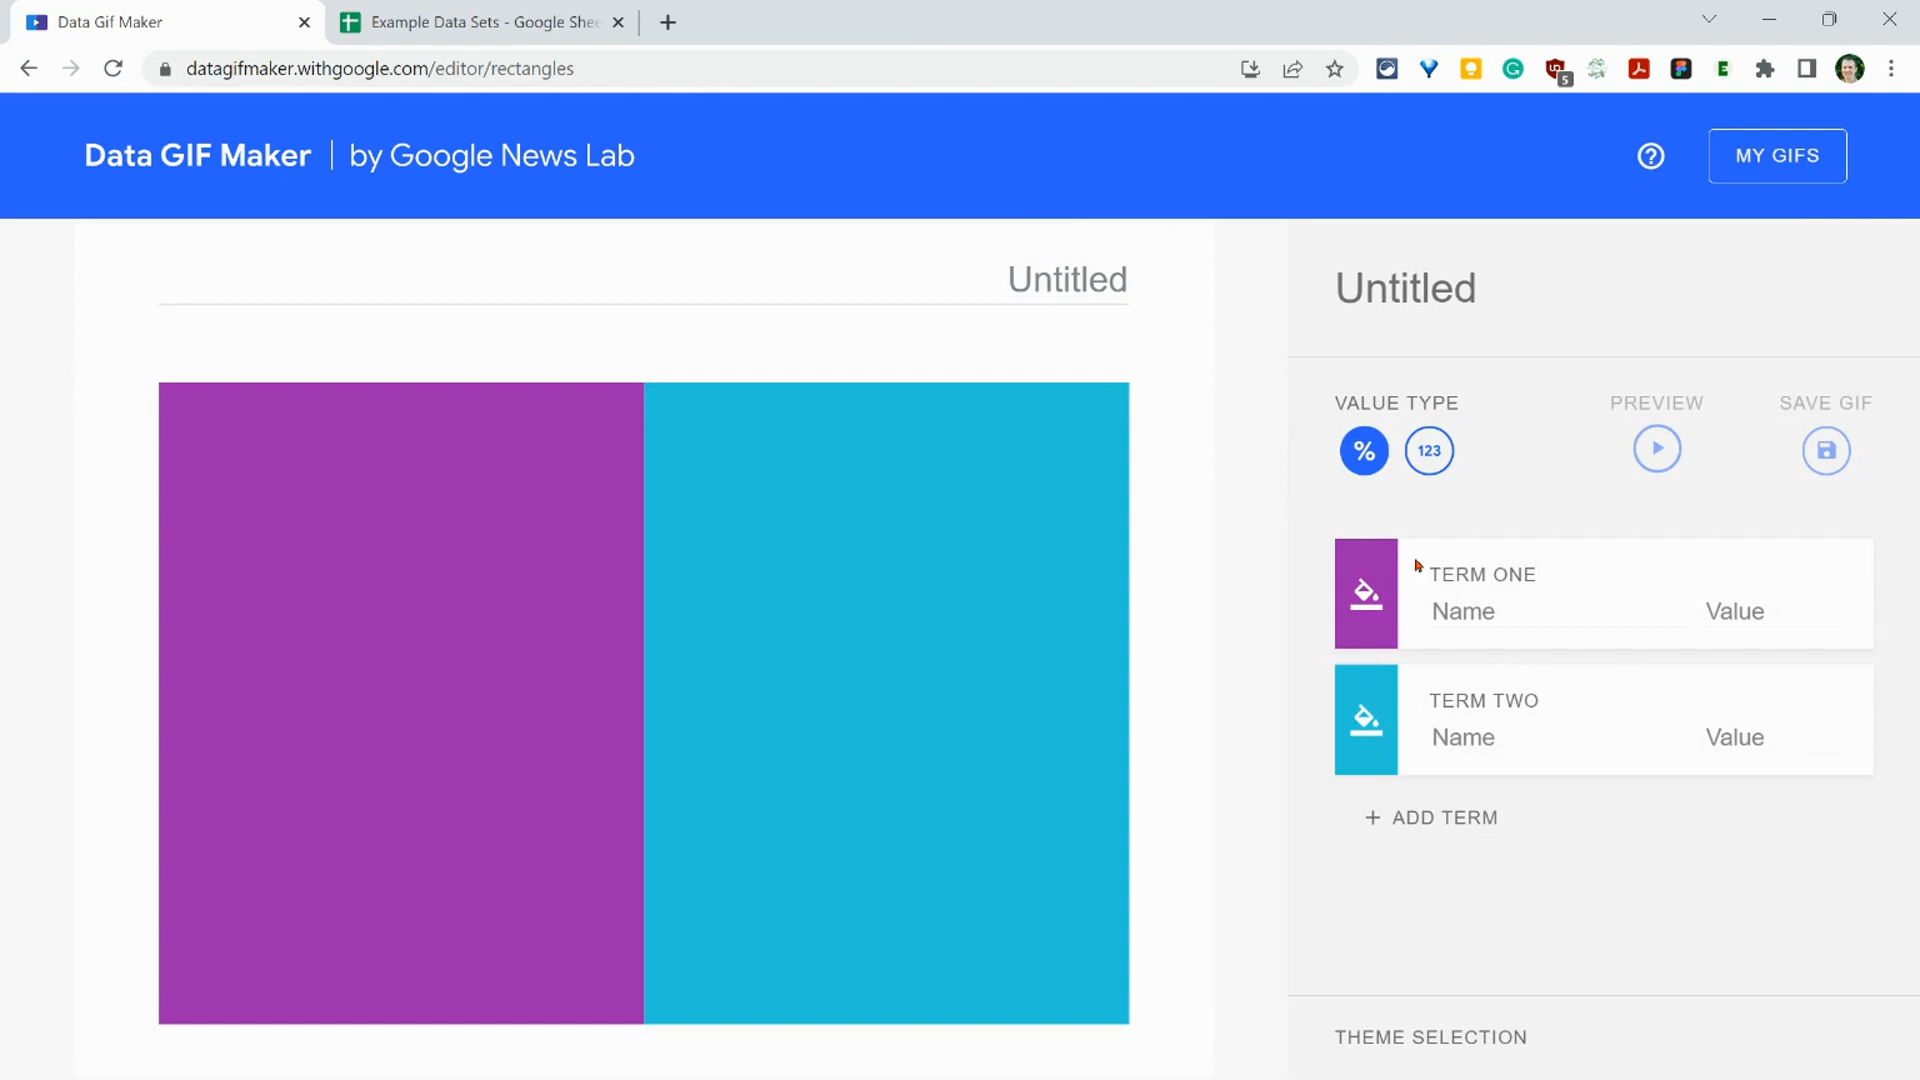 Data Gif Maker
Example Data Sets - Google Shee
datagifmaker.withgoogle.com/editor/rectangles
5
Data GIF Maker | by Google News Lab
MY GIFS
Untitled
Untitled
VALUE TYPE
PREVIEW
SAVE GIF
%
123
TERM ONE
Name
Value
TERM TWO
Name
Value
+ ADD TERM
THEME SELECTION